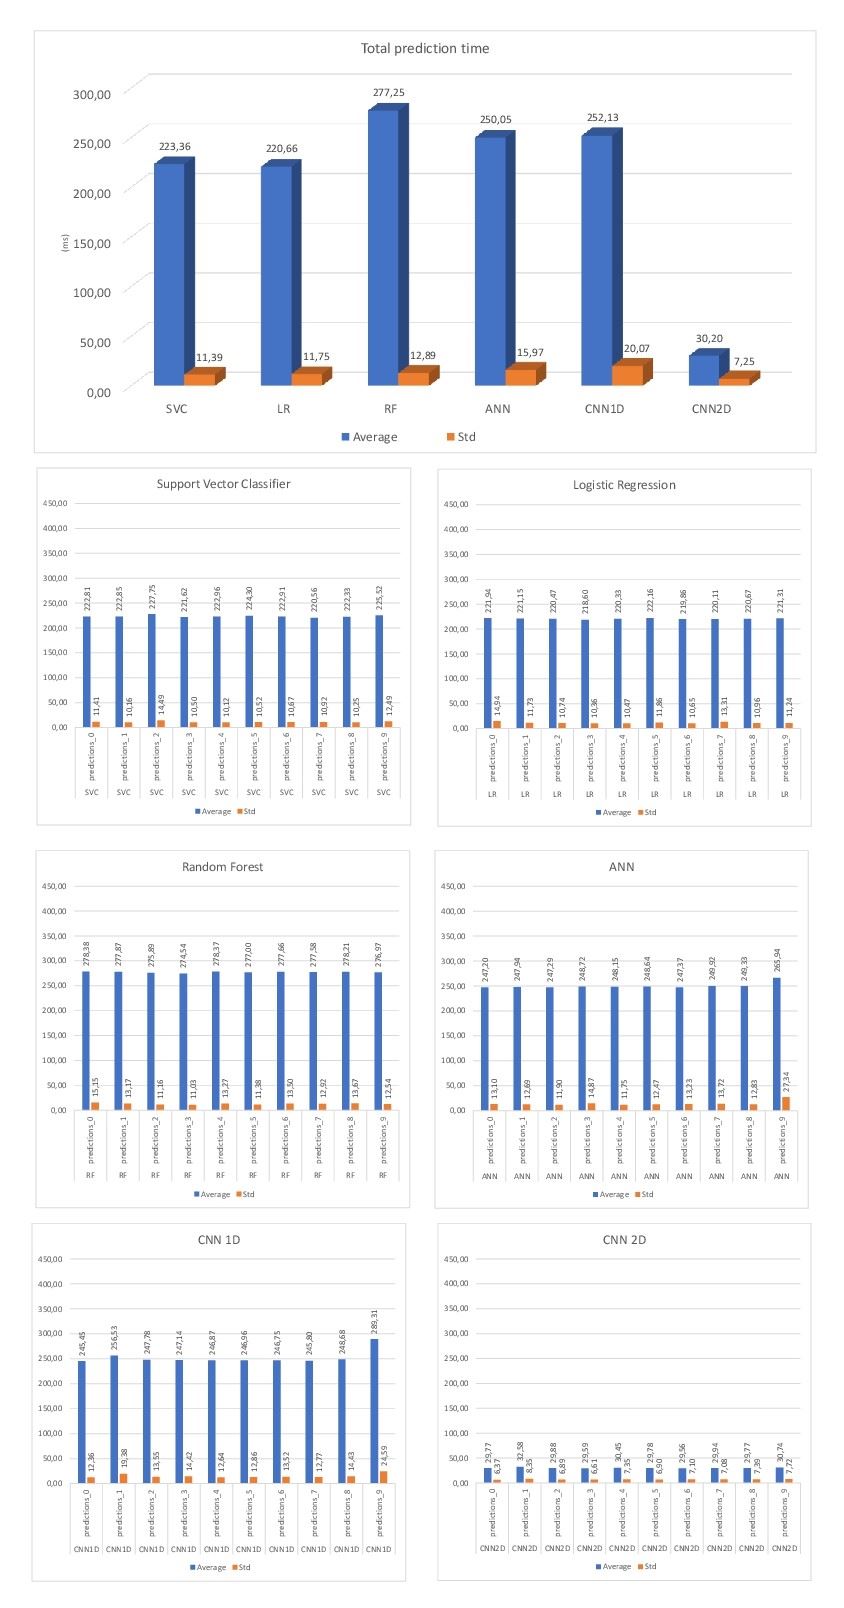 Total prediction time
300,00
250,00
200,00
150,00
100,00
50,00
0,00
(ms)
223,36
11,39
220,66
11,75
277,25
12,89
250,05
15,97
252,13
20,07
30,20
7,25
SVC LR RF ANN CNN1D CNN2D
Average Std
Support Vector Classifier
450,00
400,00
350,00
300,00
250,00
200,00
150,00
100,00
50,00
0,00
222,81 222,85 227,75 221,62 222,96 224,30 222,91 220,56 222,33 225,52
11,41 10,16 14,49 10,50 10,12 10,52 10,67 10,92 10,25 12,49
predictions_0 predictions_1 predictions_2 predictions_3 predictions_4 predictions_5 predictions_6 predictions_7 predictions_8 predictions_9
SVC SVC SVC SVC SVC SVC SVC SVC SVC SVC
Average Std
Logistic Regression
450,00
400,00
350,00
300,00
250,00
200,00
150,00
100,00
50,00
0,00
221,94 221,15 220,47 218,60 220,33 222,16 219,86 220,11 220,67 221,31
14,94 11,73 10,74 10,36 10,47 11,86 10,65 13,31 10,96 11,24
predictions_0 predictions_1 predictions_2 predictions_3 predictions_4 predictions_5 predictions_6 predictions_7 predictions_8 predictions_9
LR LR LR LR LR LR LR LR LR LR
Average Std
Random Forest
450,00
400,00
350,00
300,00
250,00
200,00
150,00
100,00
50,00
0,00
278,38 277,87 275,89 274,54 278,37 277,00 277,66 277,58 278,21 276,97
15,15 13,17 11,16 11,03 13,27 11,38 13,50 12,92 13,67 12,54
predictions_0 predictions_1 predictions_2 predictions_3 predictions_4 predictions_5 predictions_6 predictions_7 predictions_8 predictions_9
RF RF RF RF RF RF RF RF RF RF
Average Std
ANN
450,00
400,00
350,00
300,00
250,00
200,00
150,00
100,00
50,00
0,00
247,20 247,94 247,29 248,72 248,15 248,64 247,37 249,92 249,33 265,94
13,10 12,69 11,90 14,87 11,75 12,47 13,23 13,72 12,83 27,34
predictions_0 predictions_1 predictions_2 predictions_3 predictions_4 predictions_5 predictions_6 predictions_7 predictions_8 predictions_9
ANN ANN ANN ANN ANN ANN ANN ANN ANN ANN
Average Std
CNN 1D
450,00
400,00
350,00
300,00
250,00
200,00
150,00
100,00
50,00
0,00
245,45 256,53 247,78 247,14 246,87 246,96 246,75 245,80 248,68 289,31
12,36 19,38 13,55 14,42 12,64 12,86 13,52 12,77 14,43 24,59
predictions_0 predictions_1 predictions_2 predictions_3 predictions_4 predictions_5 predictions_6 predictions_7 predictions_8 predictions_9
CNN1D CNN1D CNN1D CNN1D CNN1D CNN1D CNN1D CNN1D CNN1D CNN1D
Average Std
CNN 2D
450,00
400,00
350,00
300,00
250,00
200,00
150,00
100,00
50,00
0,00
29,77 32,58 29,88 29,59 30,45 29,78 29,56 29,94 29,77 30,74
6,37 8,35 6,89 6,61 7,35 6,90 7,10 7,08 7,39 7,72
predictions_0 predictions_1 predictions_2 predictions_3 predictions_4 predictions_5 predictions_6 predictions_7 predictions_8 predictions_9
CNN2D CNN2D CNN2D CNN2D CNN2D CNN2D CNN2D CNN2D CNN2D CNN2D
Average Std